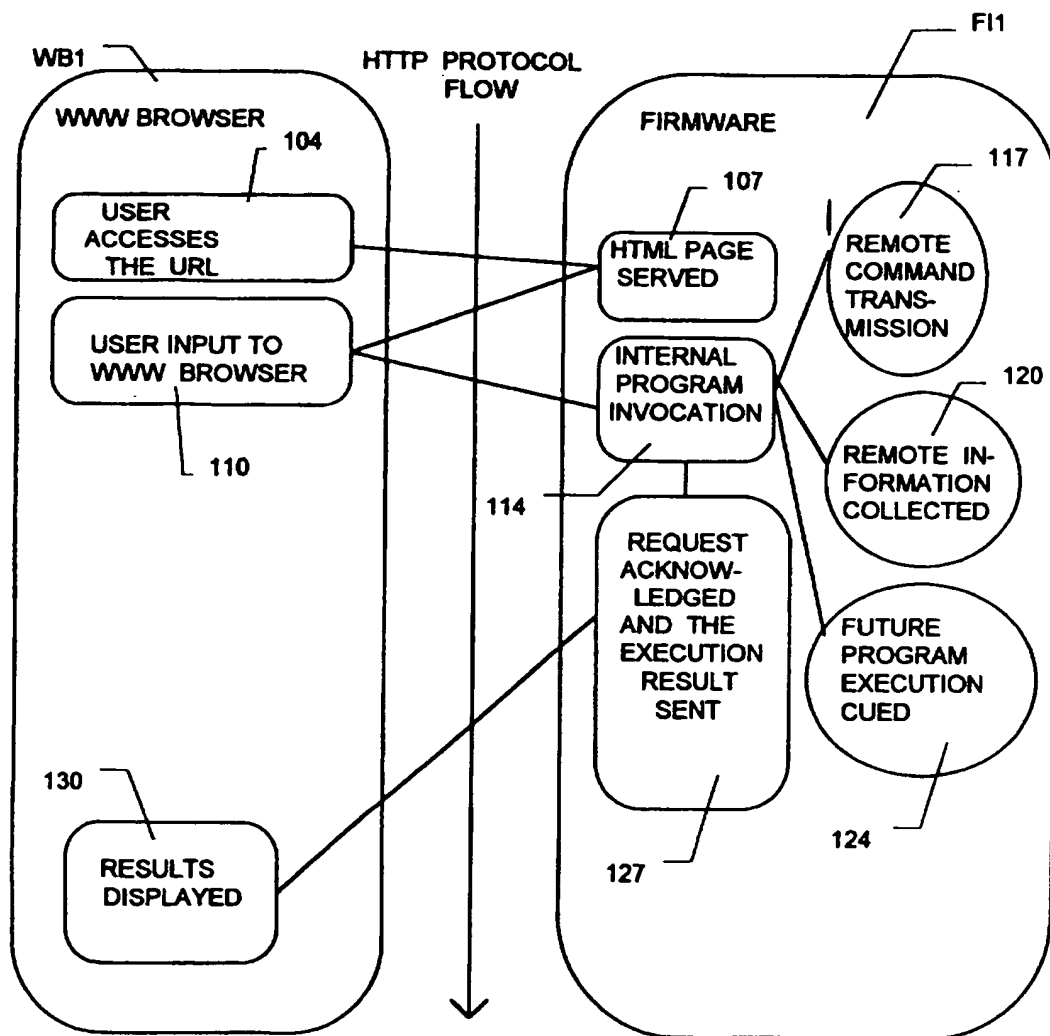 WB1
WWW BROWSER
104
USER
ACCESSES
THE URL
USER INPUT TO
WWW BROWSER
110
130
RESULTS
DISPLAYED
HTTP PROTOCOL
FLOW
FI1
FIRMWARE
107
HTML PAGE
SERVED
INTERNAL
PROGRAM
INVOCATION
114
REQUEST
ACKNOW-
LEDGED
AND THE
EXECUTION
RESULT
SENT
127
117
REMOTE
COMMAND
TRANS-
MISSION
120
REMOTE IN-
FORMATION
COLLECTED
FUTURE
PROGRAM
EXECUTION
CUED
124